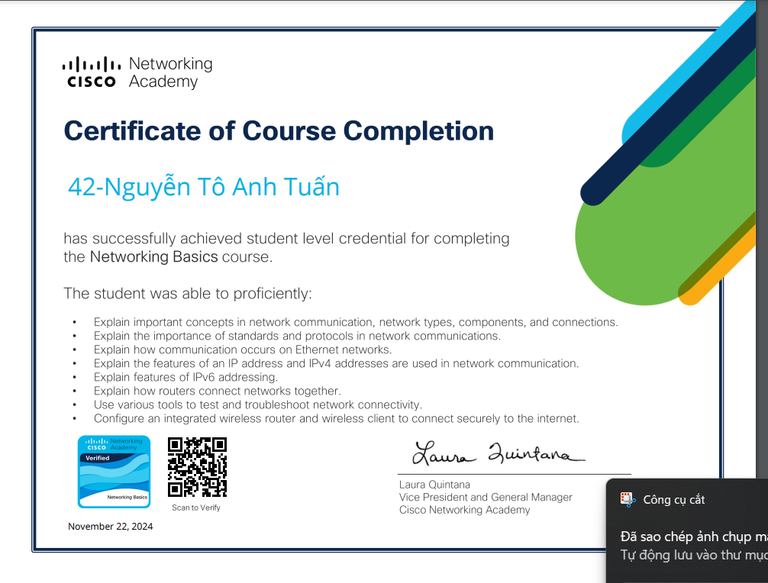 Networking
CISCO Academy
Certificate of Course Completion
42-Nguyễn Tô Anh Tuấn
has successfully achieved student level credential for completing
the Networking Basics course.
The student was able to proficiently:
• Explain important concepts in network communication, network types, components, and connections.
• Explain the importance of standards and protocols in network communications.
• Explain how communication occurs on Ethernet networks.
• Explain the features of an IP address and IPv4 addresses are used in network communication.
• Explain features of IPv6 addressing.
• Explain how routers connect networks together.
• Use various tools to test and troubleshoot network connectivity.
• Configure an integrated wireless router and wireless client to connect securely to the internet.
Networking
CISCO Academy
Verified
Networking Basics
Scan to Verify
November 22, 2024
Laura Quintana
Laura Quintana
Vice President and General Manager
Cisco Networking Academy
Công cụ cắt
Đã sao chép ảnh chụp
Tự động lưu vào thư mục